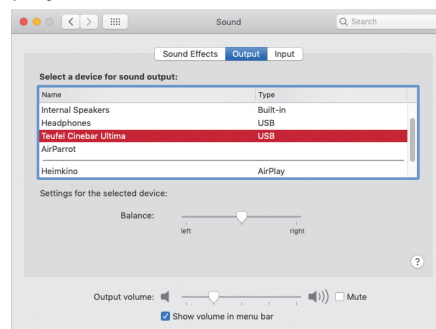 Sound
Search
Sound Effects Output Input
Select a device for sound output:
Name Type
Internal Speakers Built-in
Headphones USB
Teufel Cinebar Ultima USB
AirParrot
Heimkino AirPlay
Settings for the selected device:
Balance:
left right
?
Output volume: Mute
Show volume in menu bar